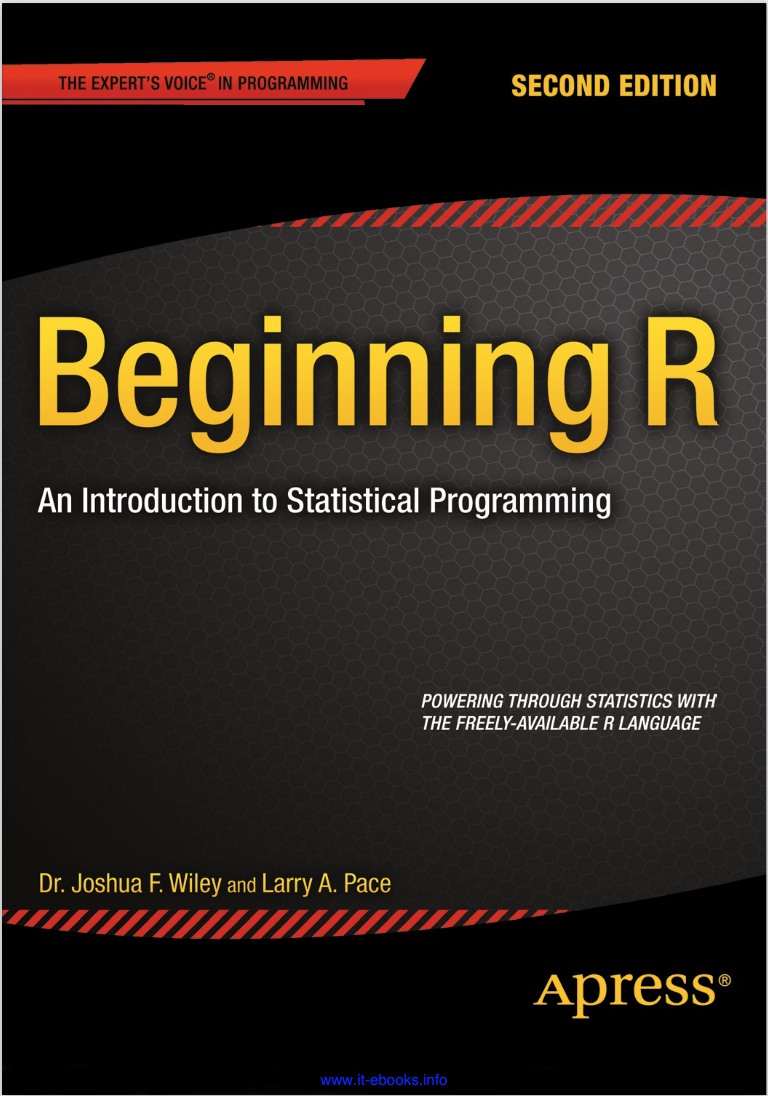 THE EXPERT'S VOICE® IN PROGRAMMING
SECOND EDITION
Beginning R
An Introduction to Statistical Programming
POWERING THROUGH STATISTICS WITH
THE FREELY-AVAILABLE R LANGUAGE
Dr. Joshua F. Wiley and Larry A. Pace
Apress®
www.it-ebooks.info